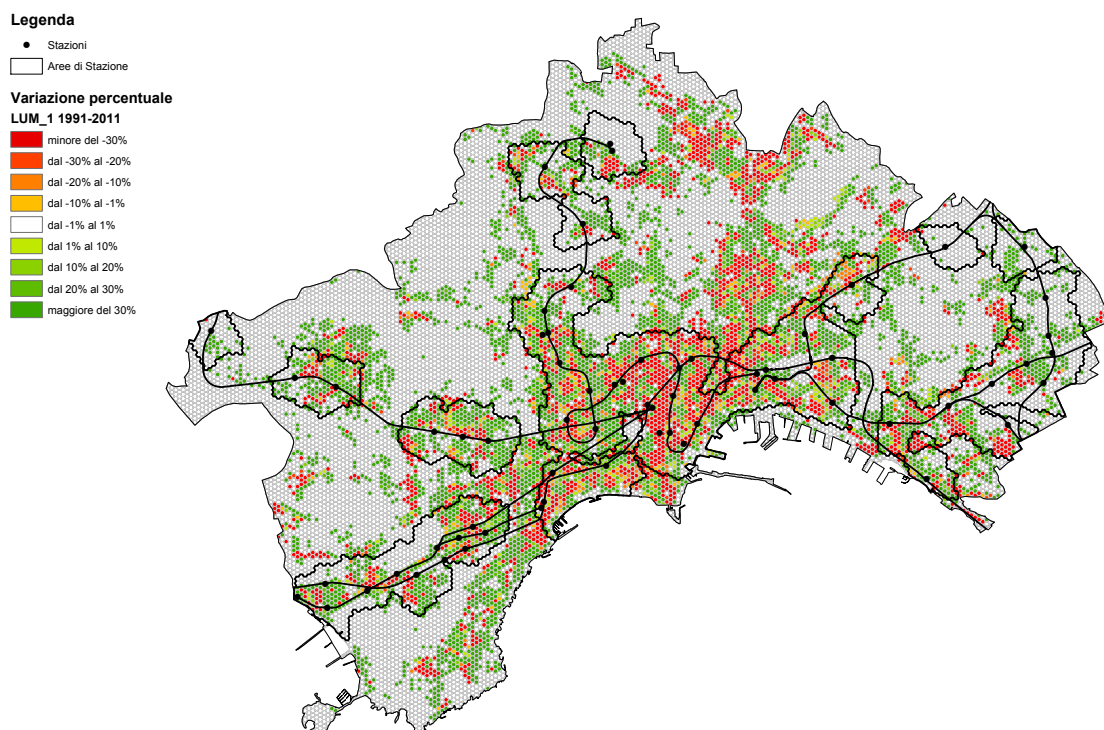 Legenda
Stazioni
Aree di Stazione
Variazione percentuale
LUM_1 1991-2011
minore del -30%
dal -30% al -20%
dal -20% al -10%
dal -10% al -1%
dal -1% al 1%
dal 1% al 10%
dal 10% al 20%
dal 20% al 30%
maggiore del 30%